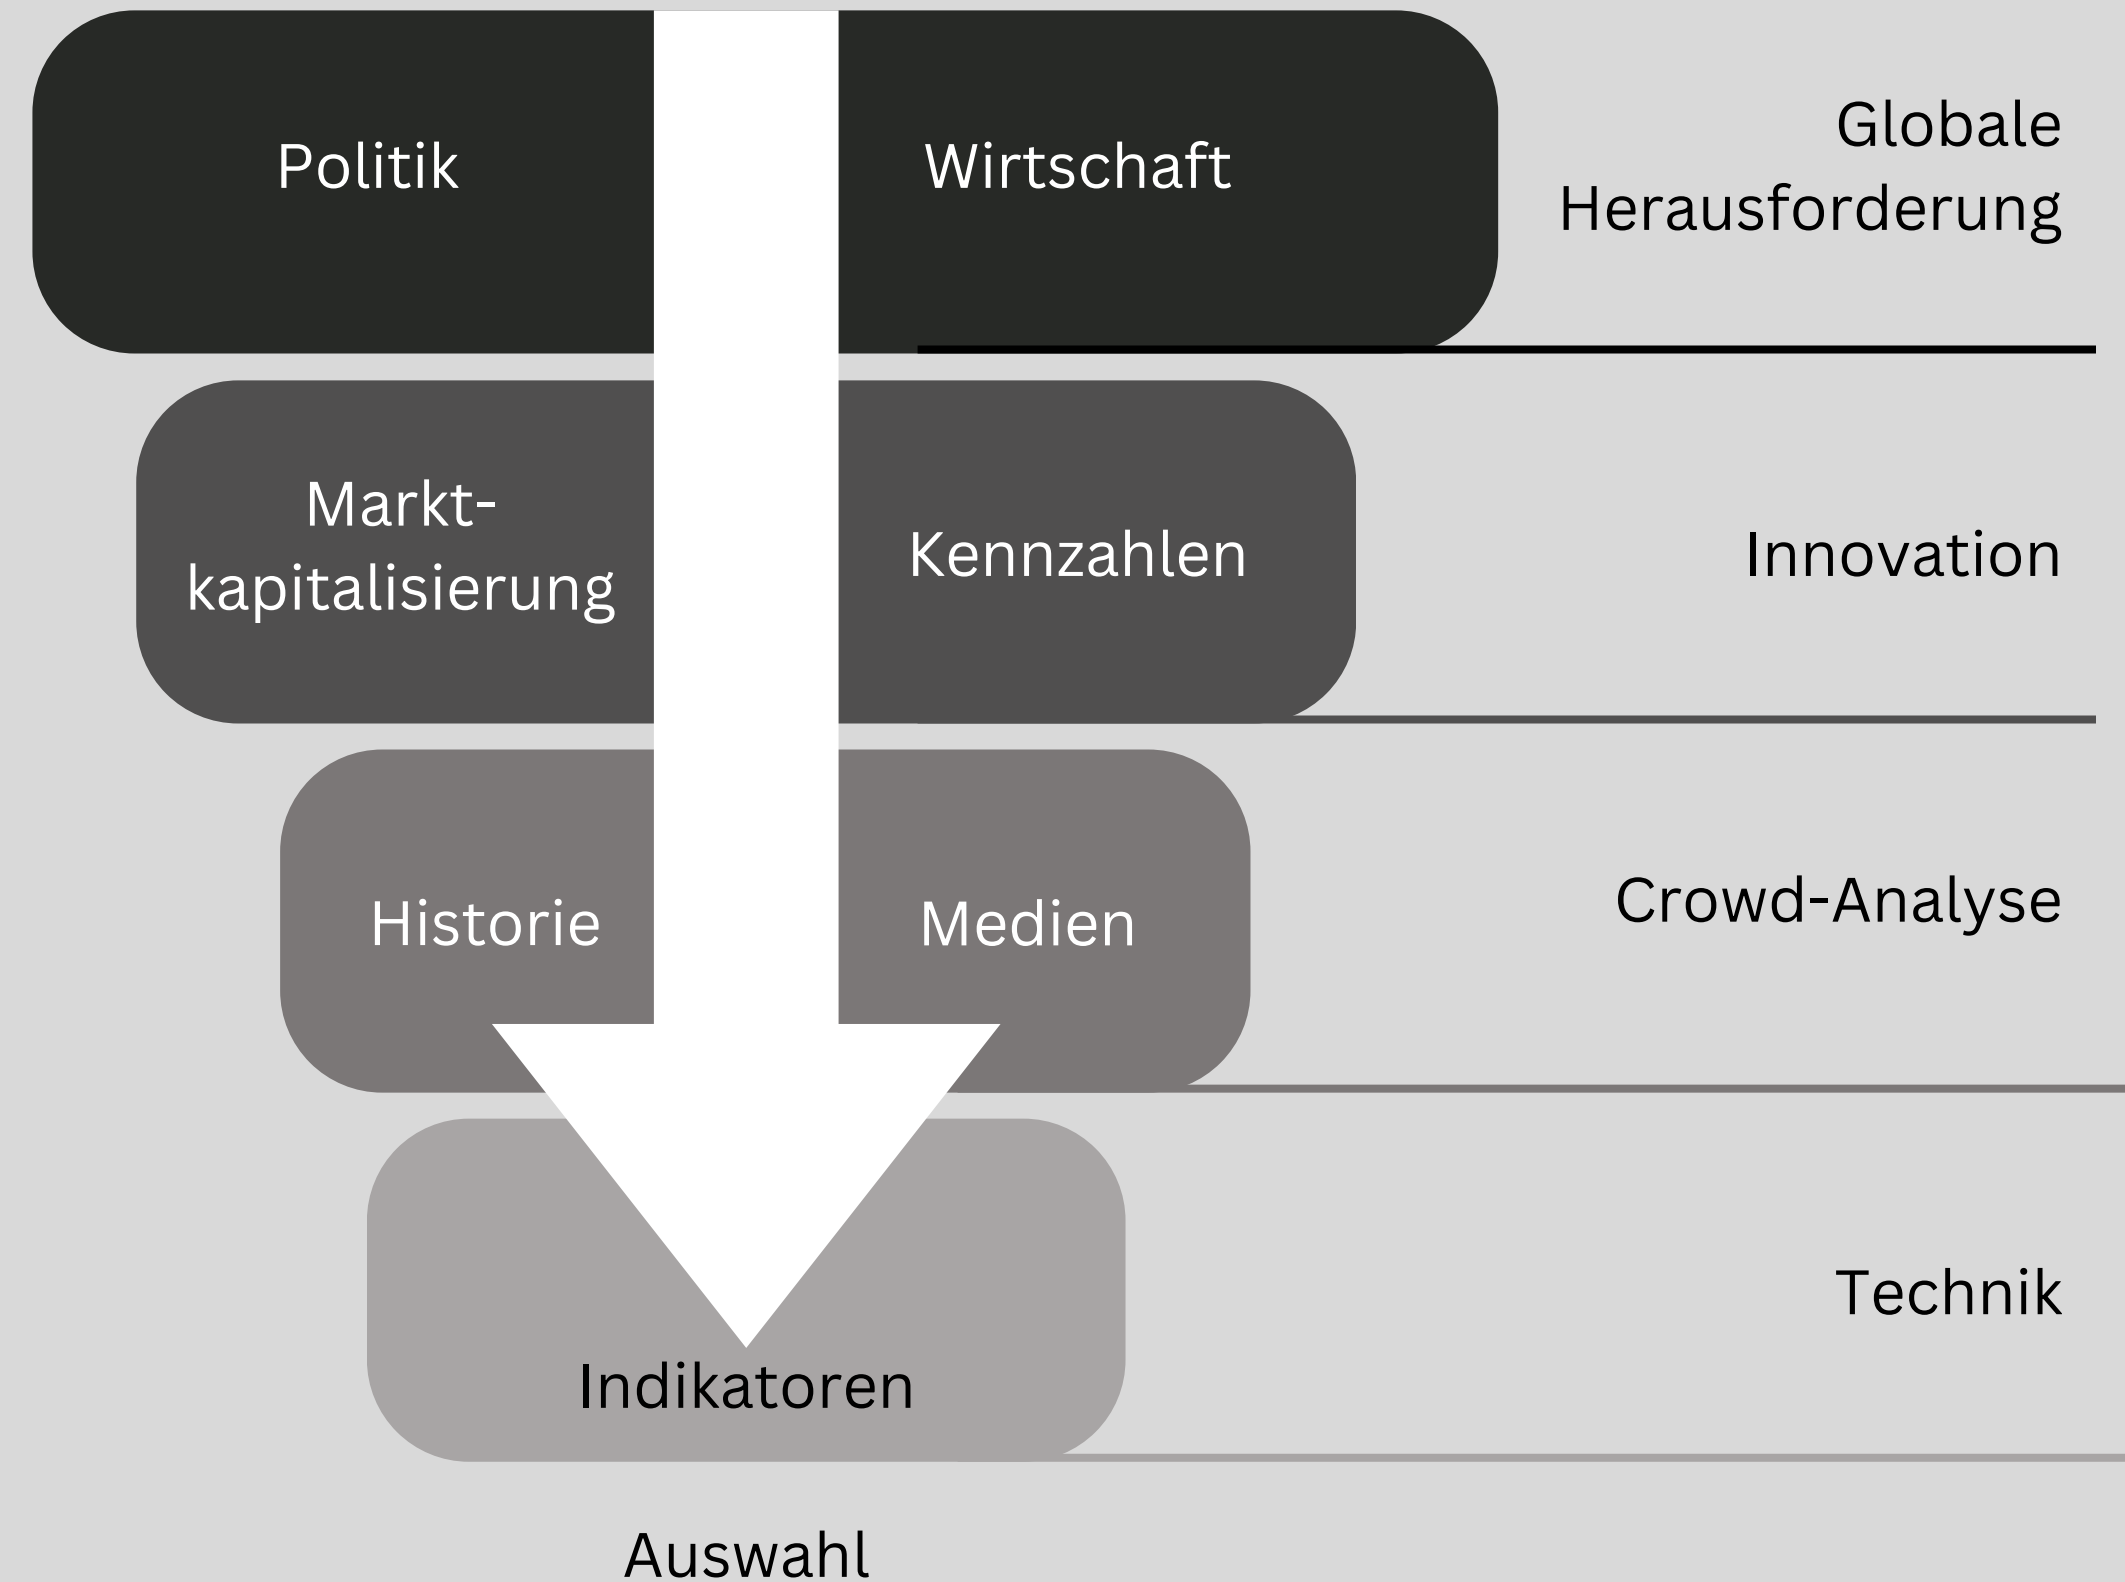 Politik
Wirtschaft
Globale
Herausforderung
Markt-
kapitalisierung
Kennzahlen
Innovation
Historie
Medien
Crowd-Analyse
Technik
Indikatoren
Auswahl